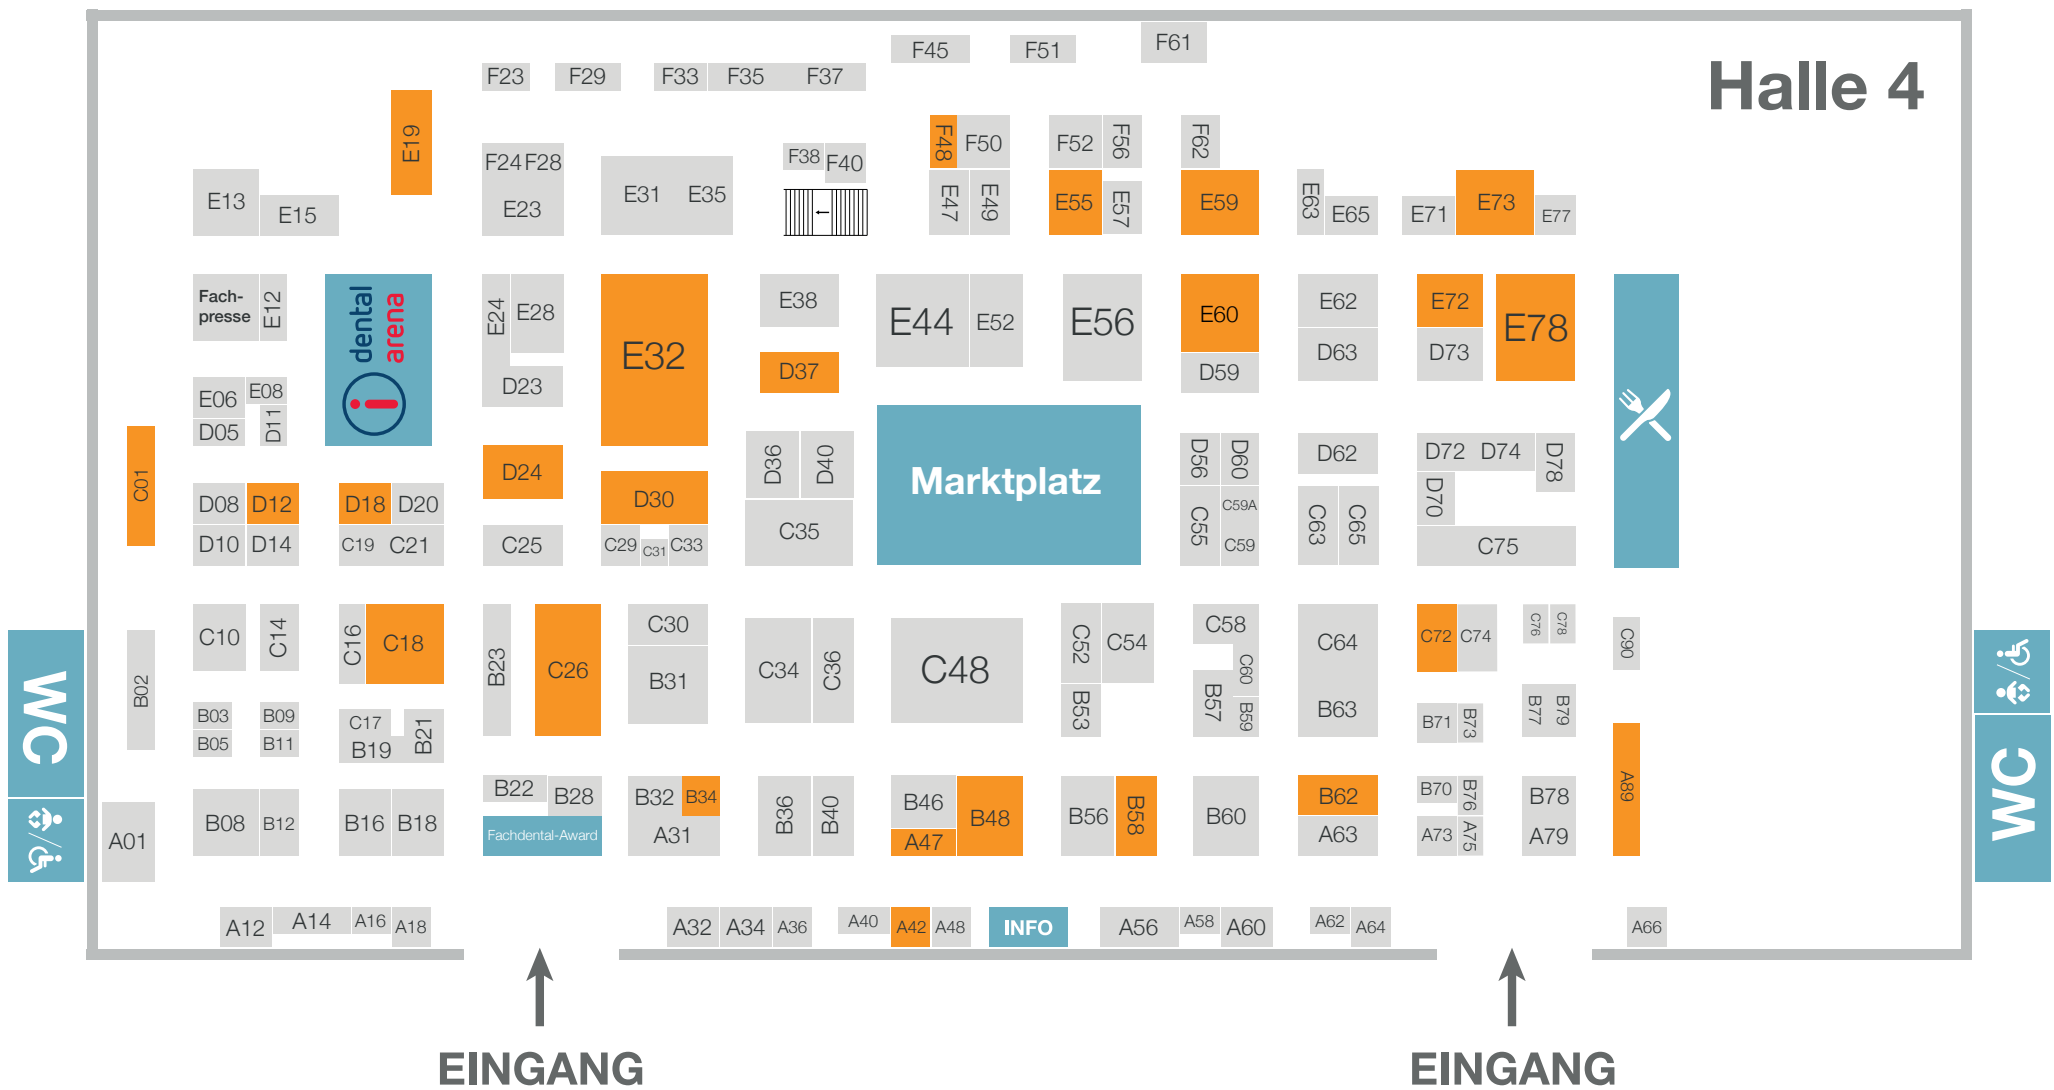 Halle 4
F45
F51
F61
F23
F29
F33
F35
F37
E19
F48
F50
F52
F56
F62
F24
F28
E23
E31
E35
F38
F40
E13
E15
E47
E49
E55
E57
E59
E63
E65
E71
E73
E77
Fach-
presse
E12
dental
arena
E24
E28
D23
E32
E38
D37
E44
E52
E56
E60
D59
E62
D63
E72
D73
E78
E06
E08
D05
D11
C01
D24
D30
D36
D40
C35
Marktplatz
D56
D60
C55
C59A
C59
D62
C63
C65
D72
D74
D78
D70
C75
D08
D12
D18
D20
D10
D14
C19
C21
C25
C29
C31
C33
C10
C14
C16
C18
B23
C26
C30
B31
C34
C36
C48
C52
C54
B53
C58
C60
B57
B59
C64
B63
C72
C74
C76
C78
C90
B02
WC
B03
B05
B09
B11
C17
B19
B21
B71
B73
B77
B79
WC
A89
A01
B08
B12
B16
B18
B22
B28
Fachdental-Award
B32
B34
A31
B36
B40
B46
A47
B48
B56
B58
B60
B62
A63
B70
B76
A73
A75
B78
A79
A12
A14
A16
A18
A32
A34
A36
A40
A42
A48
INFO
A56
A58
A60
A62
A64
A66
EINGANG
EINGANG